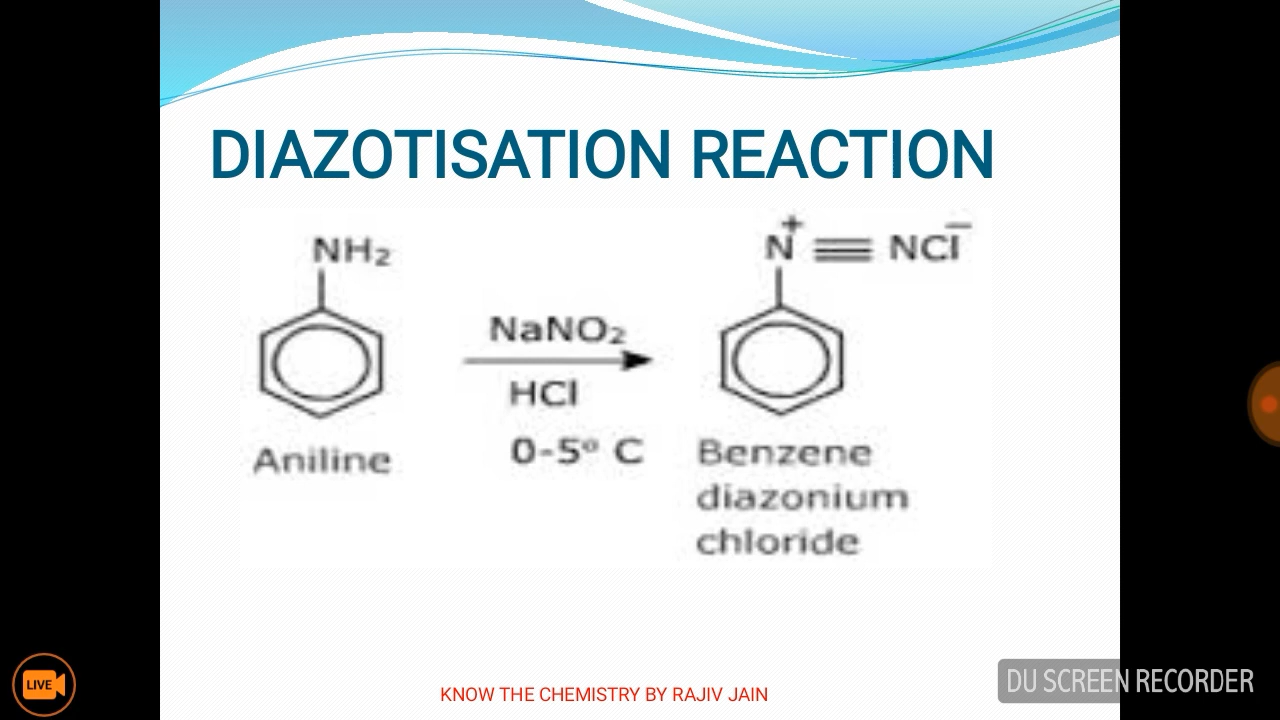 DIAZOTISATION REACTION
NH₂
N⁺ ≡ NCl⁻
NaNO₂
HCl
0-5° C
Aniline
Benzene
diazonium
chloride
LIVE
KNOW THE CHEMISTRY BY RAJIV JAIN
DU SCREEN RECORDER